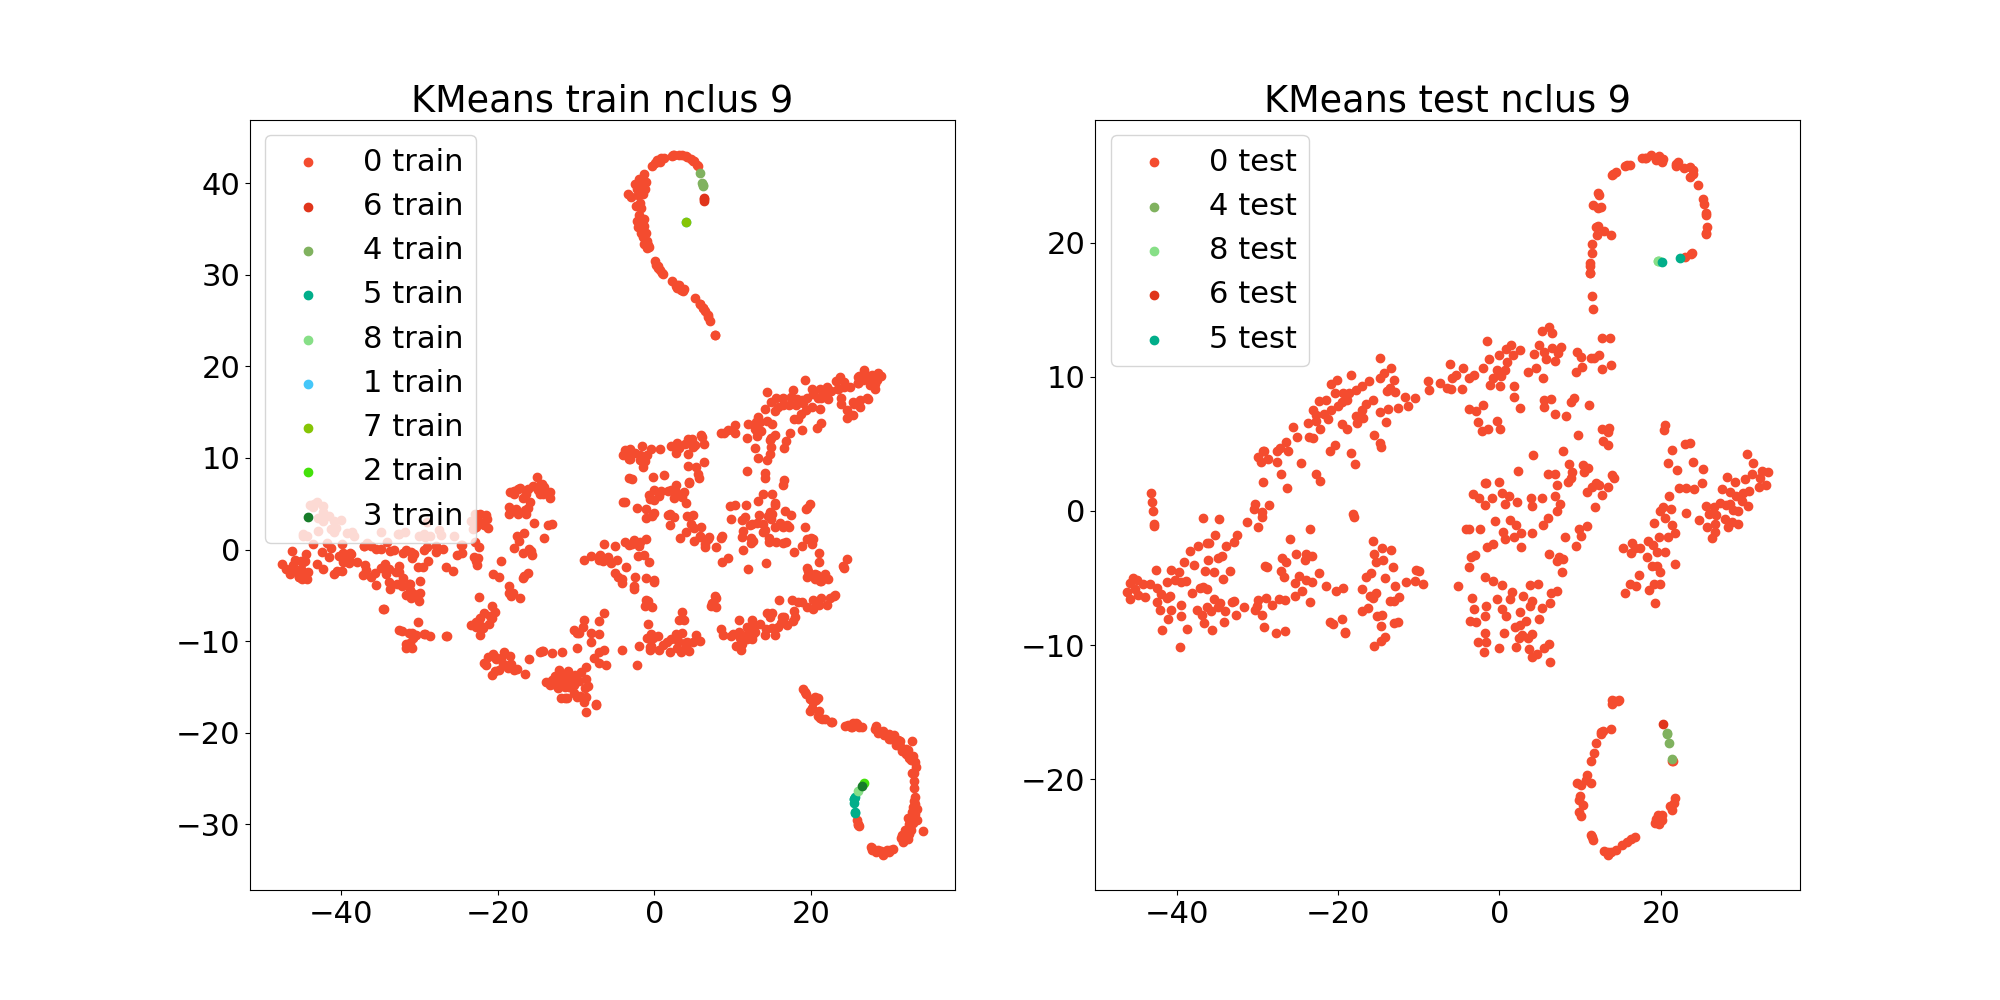 KMeans train nclus 9
0 train
6 train
4 train
5 train
8 train
1 train
7 train
2 train
3 train
40
30
20
10
0
−10
−20
−30
−40
−20
0
20
KMeans test nclus 9
0 test
4 test
8 test
6 test
5 test
20
10
0
−10
−20
−40
−20
0
20